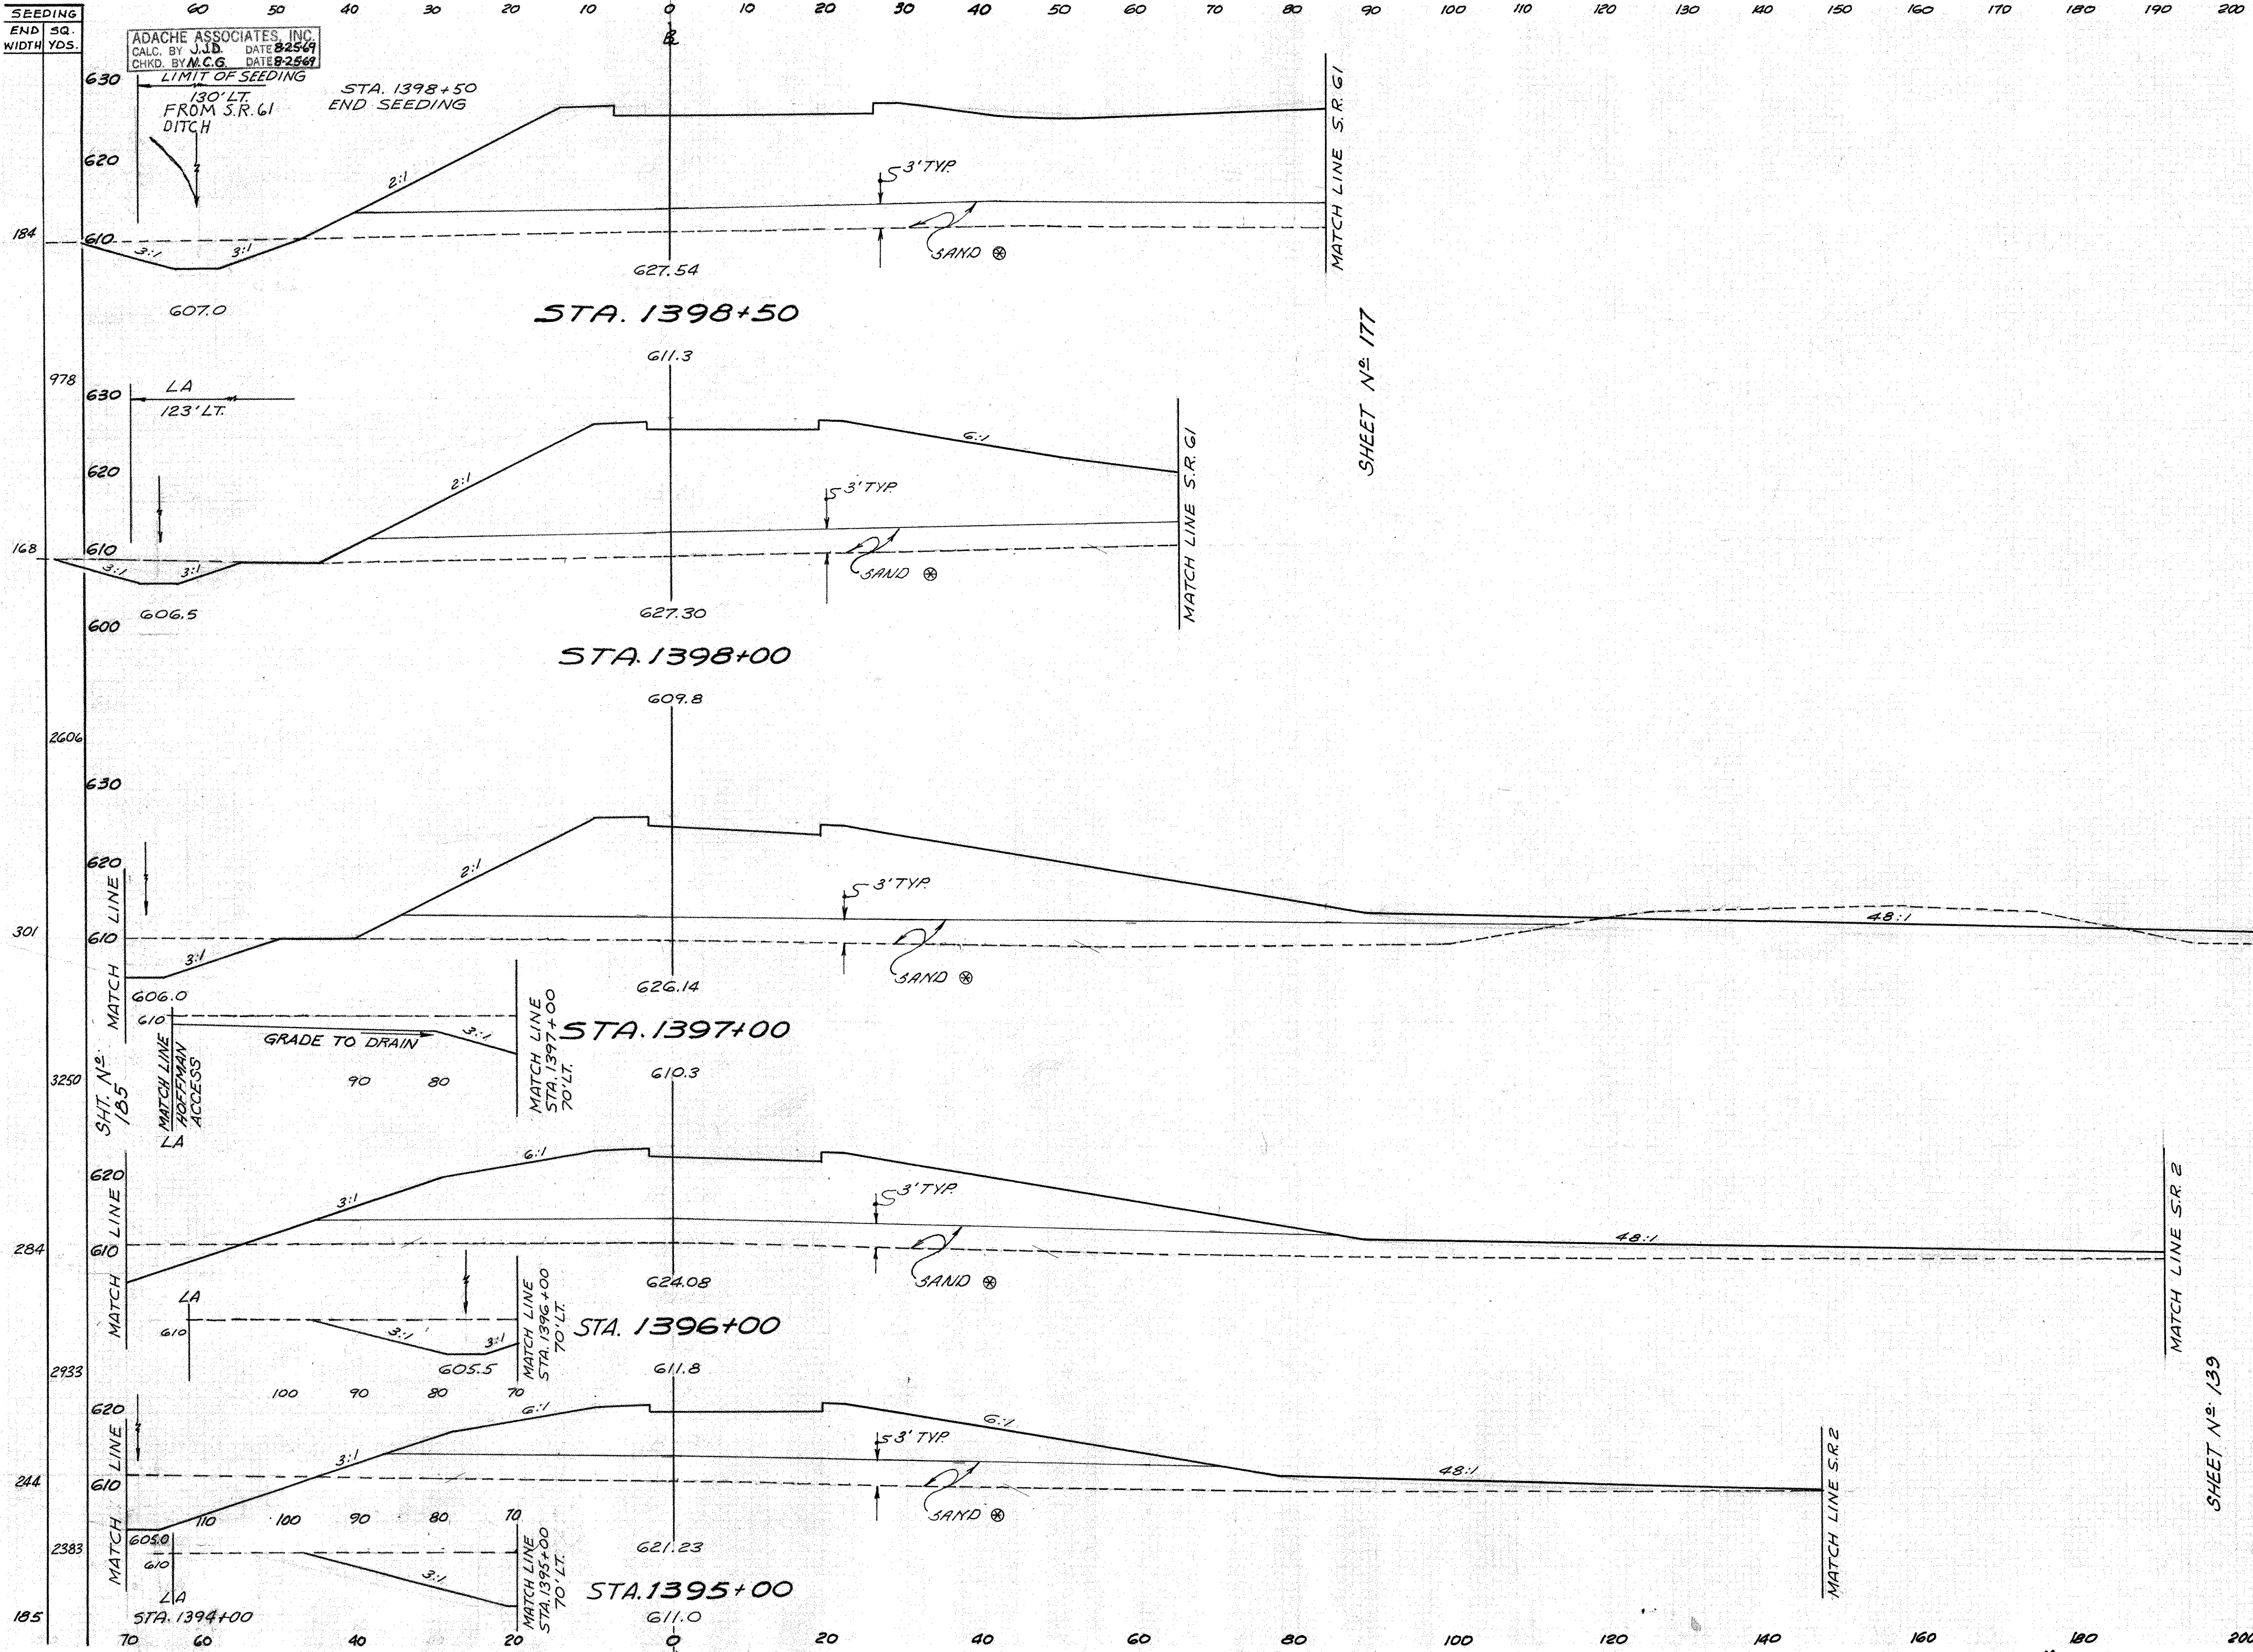 SEEDING
END WIDTH
SQ. YDS.
60 50 40 30 20 10 0 10 20 30 40 50 60 70 80 90 100 110 120 130 140 150 160 170 180 190 200
ADACHE ASSOCIATES, INC.
CALC. BY J.J.D. DATE 8-25-69
CHKD. BY M.C.G. DATE 8-25-69
LIMIT OF SEEDING
130' LT.
FROM S.R. 61
DITCH
STA. 1398+50
END SEEDING
630
620
610
184
2:1
3:1
3:1
3' TYP.
SAND ⊛
MATCH LINE S.R. 61
607.0
627.54
STA. 1398+50
611.3
SHEET Nº 177
978
LA
123' LT.
630
620
610
600
168
2:1
6:1
3:1
3:1
3' TYP.
SAND ⊛
MATCH LINE S.R. 61
606.5
627.30
STA. 1398+00
609.8
2606
630
620
610
301
MATCH LINE
2:1
3:1
3' TYP.
SAND ⊛
48:1
606.0
626.14
STA. 1397+00
610.3
610
GRADE TO DRAIN
3:1
MATCH LINE
STA. 1397+00
70' LT.
90 80
3250
SHT. Nº
185
MATCH LINE
HOFFMAN
ACCESS
LA
620
610
284
MATCH LINE
3:1
6:1
3' TYP.
SAND ⊛
48:1
MATCH LINE S.R. 2
624.08
STA. 1396+00
611.8
LA
610
3:1
3:1
605.5
MATCH LINE
STA. 1396+00
70' LT.
100 90 80 70
2933
SHEET Nº 139
620
610
244
MATCH LINE
3:1
6:1
6:1
3' TYP.
SAND ⊛
48:1
MATCH LINE S.R. 2
605.0
621.23
STA. 1395+00
611.0
110 100 90 80 70
610
3:1
MATCH LINE
STA. 1395+00
70' LT.
2383
LA
STA. 1394+00
185
70 60 40 20 0 20 40 60 80 100 120 140 160 180 200